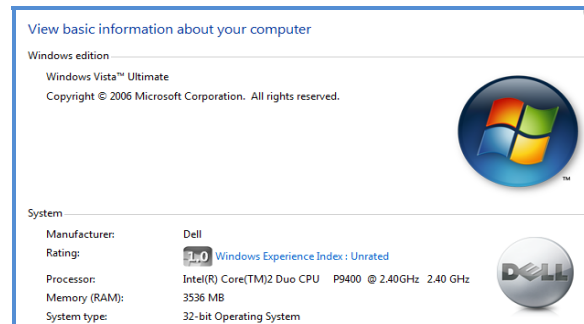 View basic information about your computer
Windows edition
Windows Vista™ Ultimate
Copyright © 2006 Microsoft Corporation. All rights reserved.
TM
System
Manufacturer: Dell
Rating: 1.0 Windows Experience Index : Unrated
Processor: Intel(R) Core(TM)2 Duo CPU P9400 @ 2.40GHz 2.40 GHz
Memory (RAM): 3536 MB
System type: 32-bit Operating System
DELL